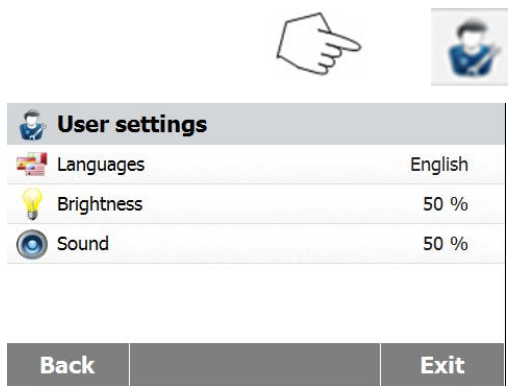 User settings
Languages English
Brightness 50 %
Sound 50 %
Back Exit